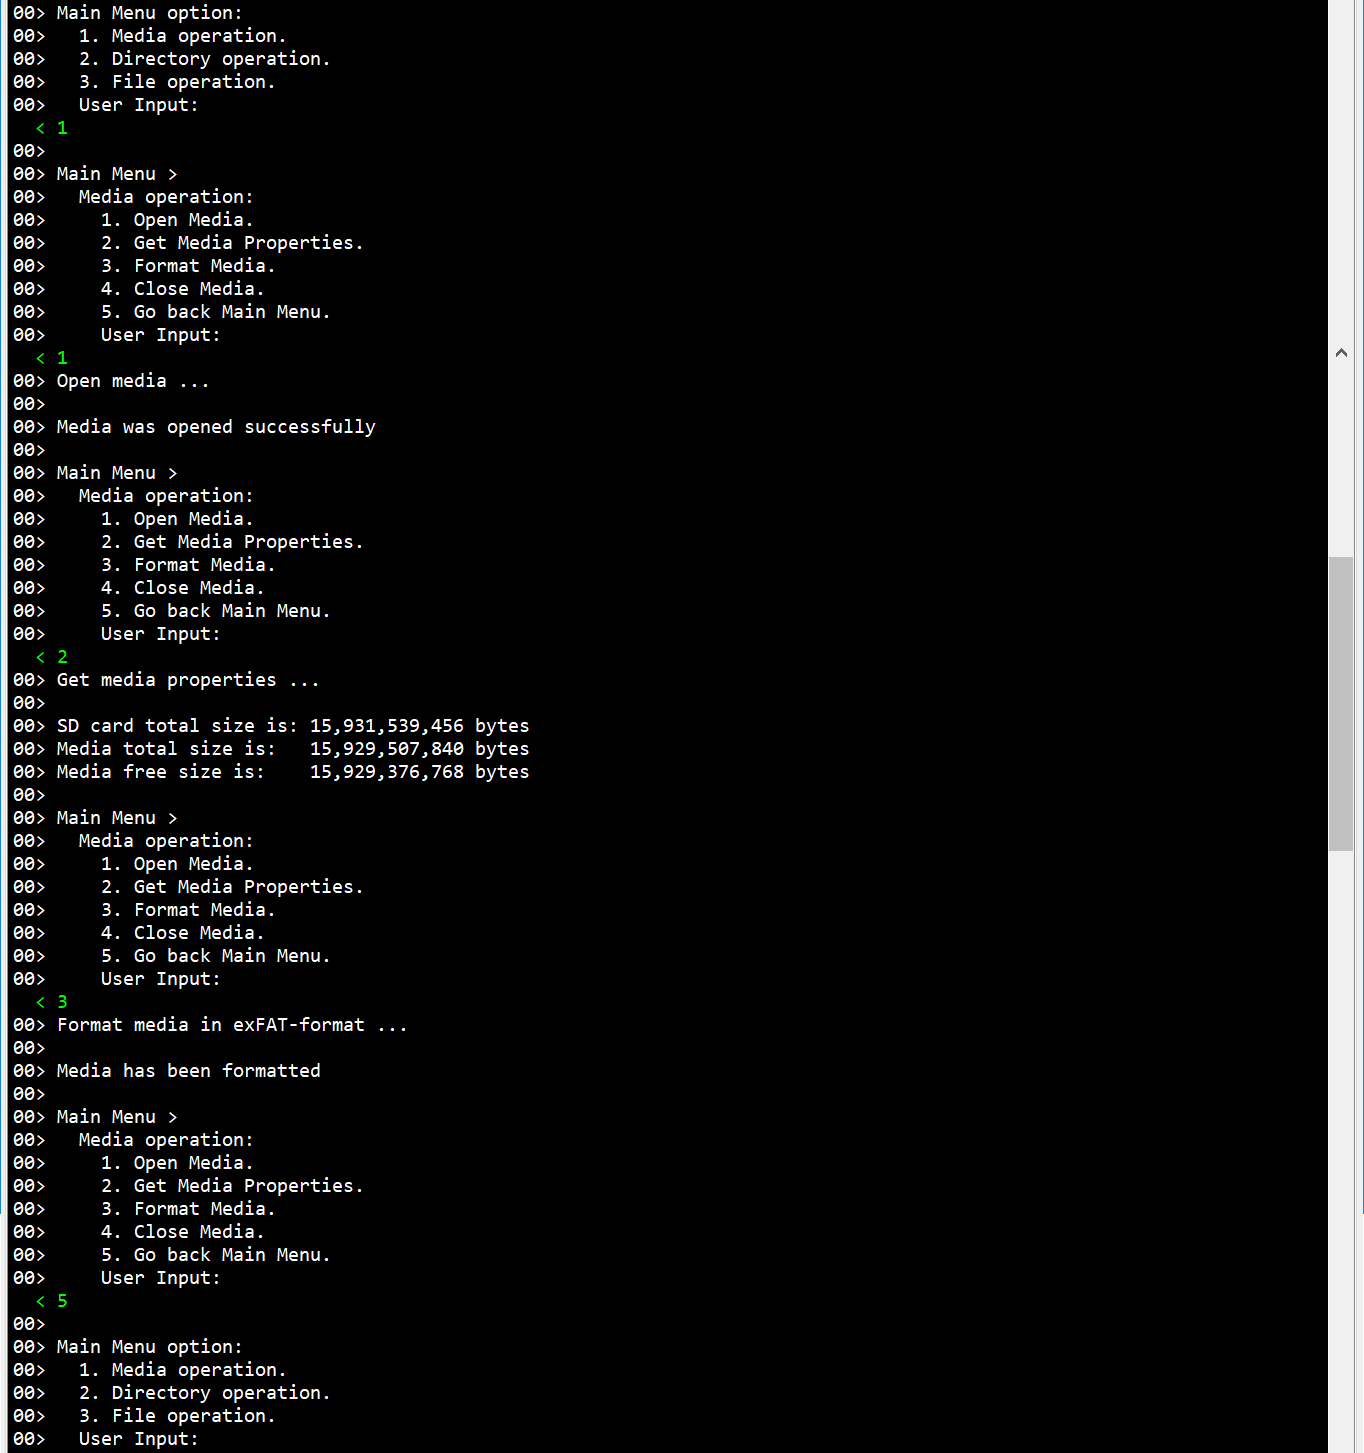 00> Main Menu option:
00>   1. Media operation.
00>   2. Directory operation.
00>   3. File operation.
00>   User Input:
  < 1
00>
00> Main Menu >
00>   Media operation:
00>     1. Open Media.
00>     2. Get Media Properties.
00>     3. Format Media.
00>     4. Close Media.
00>     5. Go back Main Menu.
00>     User Input:
  < 1
00> Open media ...
00>
00> Media was opened successfully
00>
00> Main Menu >
00>   Media operation:
00>     1. Open Media.
00>     2. Get Media Properties.
00>     3. Format Media.
00>     4. Close Media.
00>     5. Go back Main Menu.
00>     User Input:
  < 2
00> Get media properties ...
00>
00> SD card total size is: 15,931,539,456 bytes
00> Media total size is:   15,929,507,840 bytes
00> Media free size is:    15,929,376,768 bytes
00>
00> Main Menu >
00>   Media operation:
00>     1. Open Media.
00>     2. Get Media Properties.
00>     3. Format Media.
00>     4. Close Media.
00>     5. Go back Main Menu.
00>     User Input:
  < 3
00> Format media in exFAT-format ...
00>
00> Media has been formatted
00>
00> Main Menu >
00>   Media operation:
00>     1. Open Media.
00>     2. Get Media Properties.
00>     3. Format Media.
00>     4. Close Media.
00>     5. Go back Main Menu.
00>     User Input:
  < 5
00>
00> Main Menu option:
00>   1. Media operation.
00>   2. Directory operation.
00>   3. File operation.
00>   User Input: